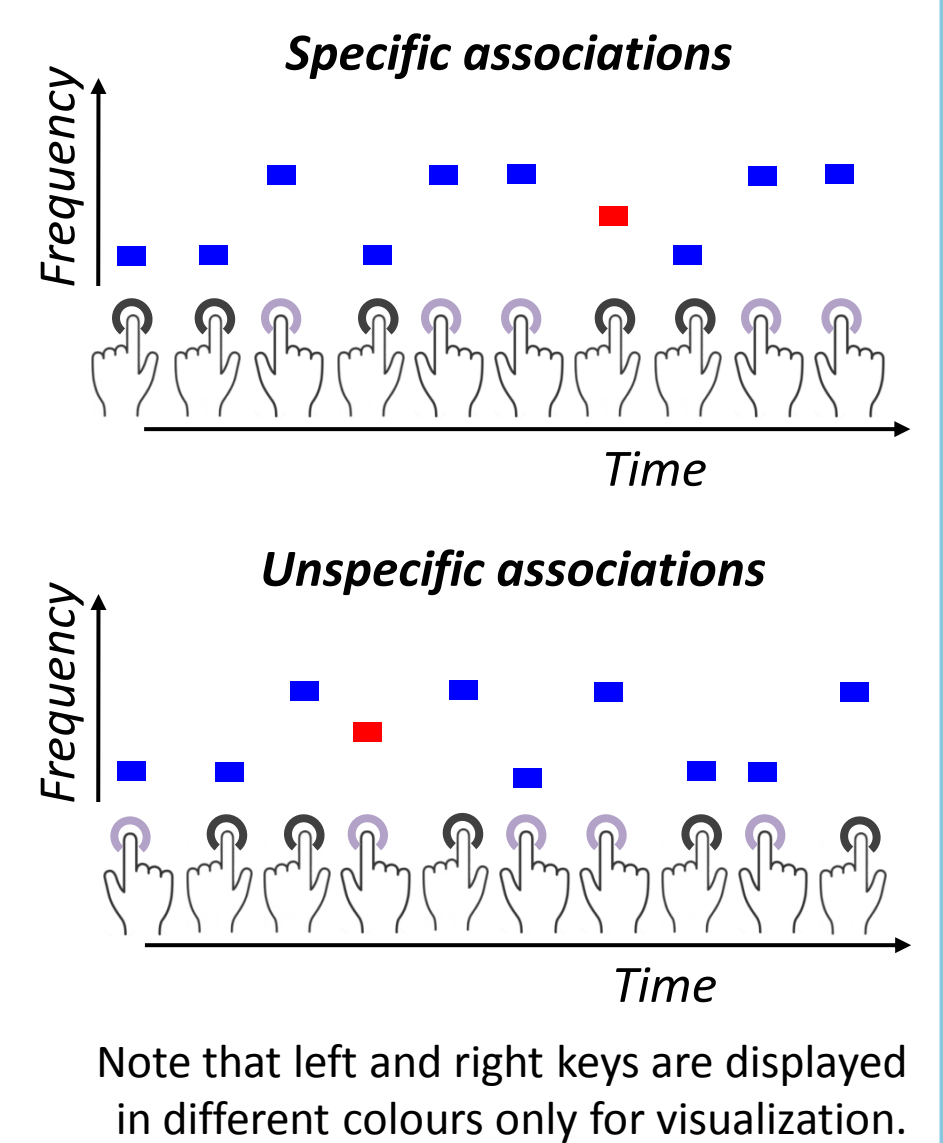 Specific associations
Frequency
Time
Unspecific associations
Frequency
Time
Note that left and right keys are displayed
in different colours only for visualization.